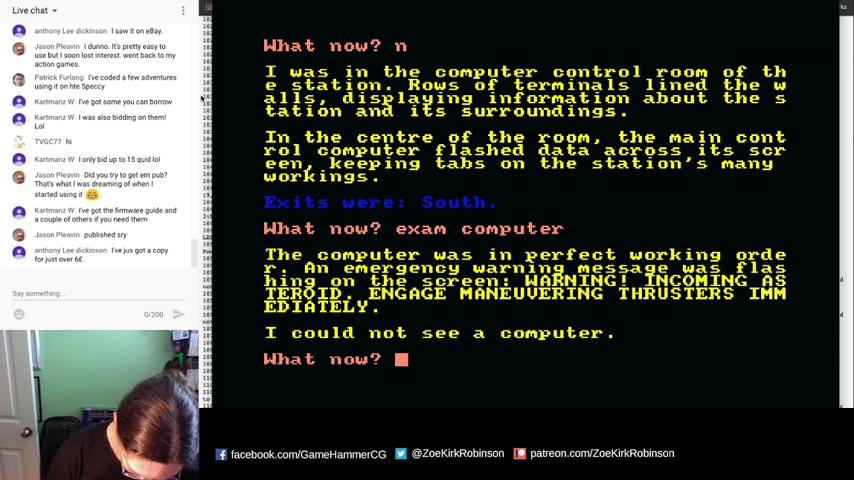 Live chat
anthony Lee dickinson I saw it on eBay.
Jason Pleavin I dunno. It's pretty easy to
use but I soon lost interest. went back to my
action games.
Patrick Furlong I've coded a few adventures
using it on hte Speccy
Kartmanz W I've got some you can borrow
Kartmanz W I was also bidding on them!
Lol
TVGC77 hi
Kartmanz W I only bid up to 15 quid lol
Jason Pleavin Did you try to get em pub?
That's what I was dreaming of when I
started using it 😂.
Kartmanz W I've got the firmware guide and
a couple of others if you need them
Jason Pleavin published sry
anthony Lee dickinson I've jus got a copy
for just over 6£
Say something...
0/200
What now? n
I was in the computer control room of th
e station. Rows of terminals lined the w
alls, displaying information about the s
tation and its surroundings.
In the centre of the room, the main cont
rol computer flashed data across its scr
een, keeping tabs on the station's many
workings.
Exits were: South.
What now? exam computer
The computer was in perfect working orde
r. An emergency warning message was flas
hing on the screen: WARNING! INCOMING AS
TEROID. ENGAGE MANEUVERING THRUSTERS IMM
EDIATELY.
I could not see a computer.
What now?
facebook.com/GameHammerCG @ZoeKirkRobinson patreon.com/ZoeKirkRobinson